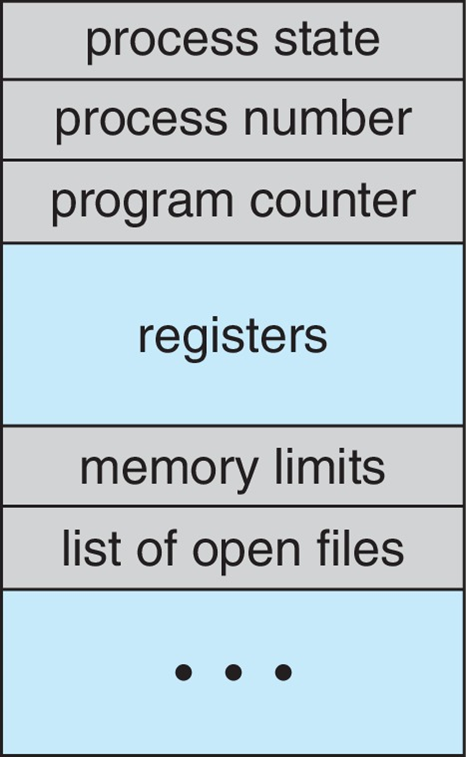 process state
process number
program counter
registers
memory limits
list of open files
• • •